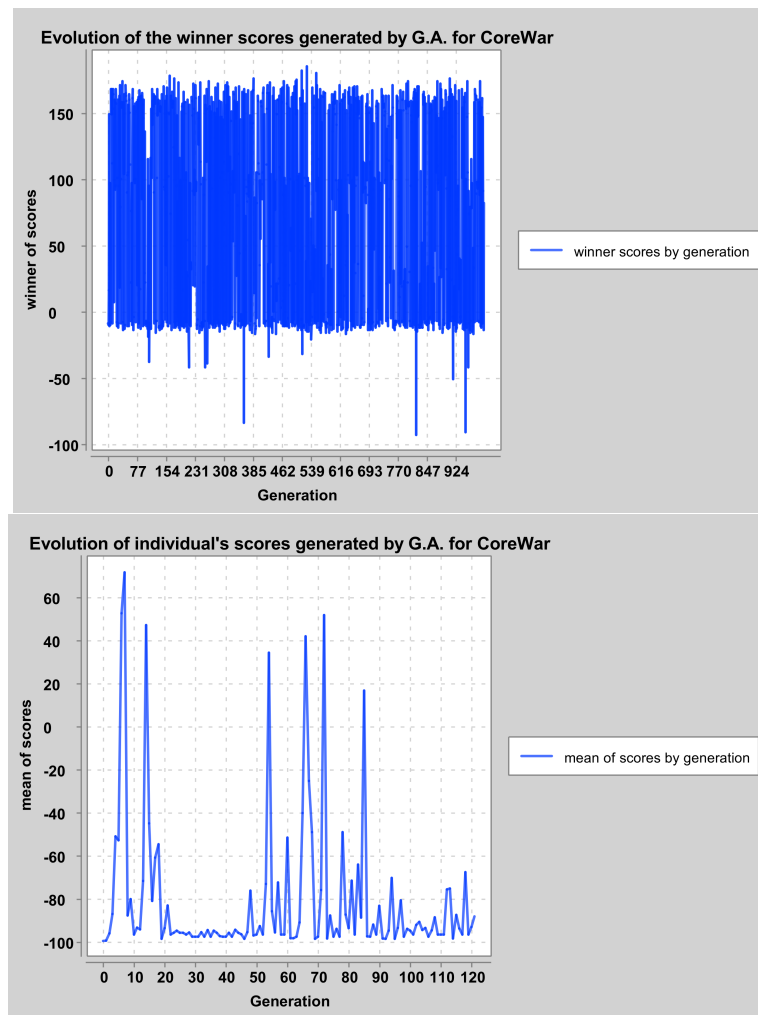 Evolution of the winner scores generated by G.A. for CoreWar
winner of scores
150
100
50
0
-50
-100
0 77 154 231 308 385 462 539 616 693 770 847 924
Generation
winner scores by generation
Evolution of individual's scores generated by G.A. for CoreWar
mean of scores
60
40
20
0
-20
-40
-60
-80
-100
0 10 20 30 40 50 60 70 80 90 100 110 120
Generation
mean of scores by generation